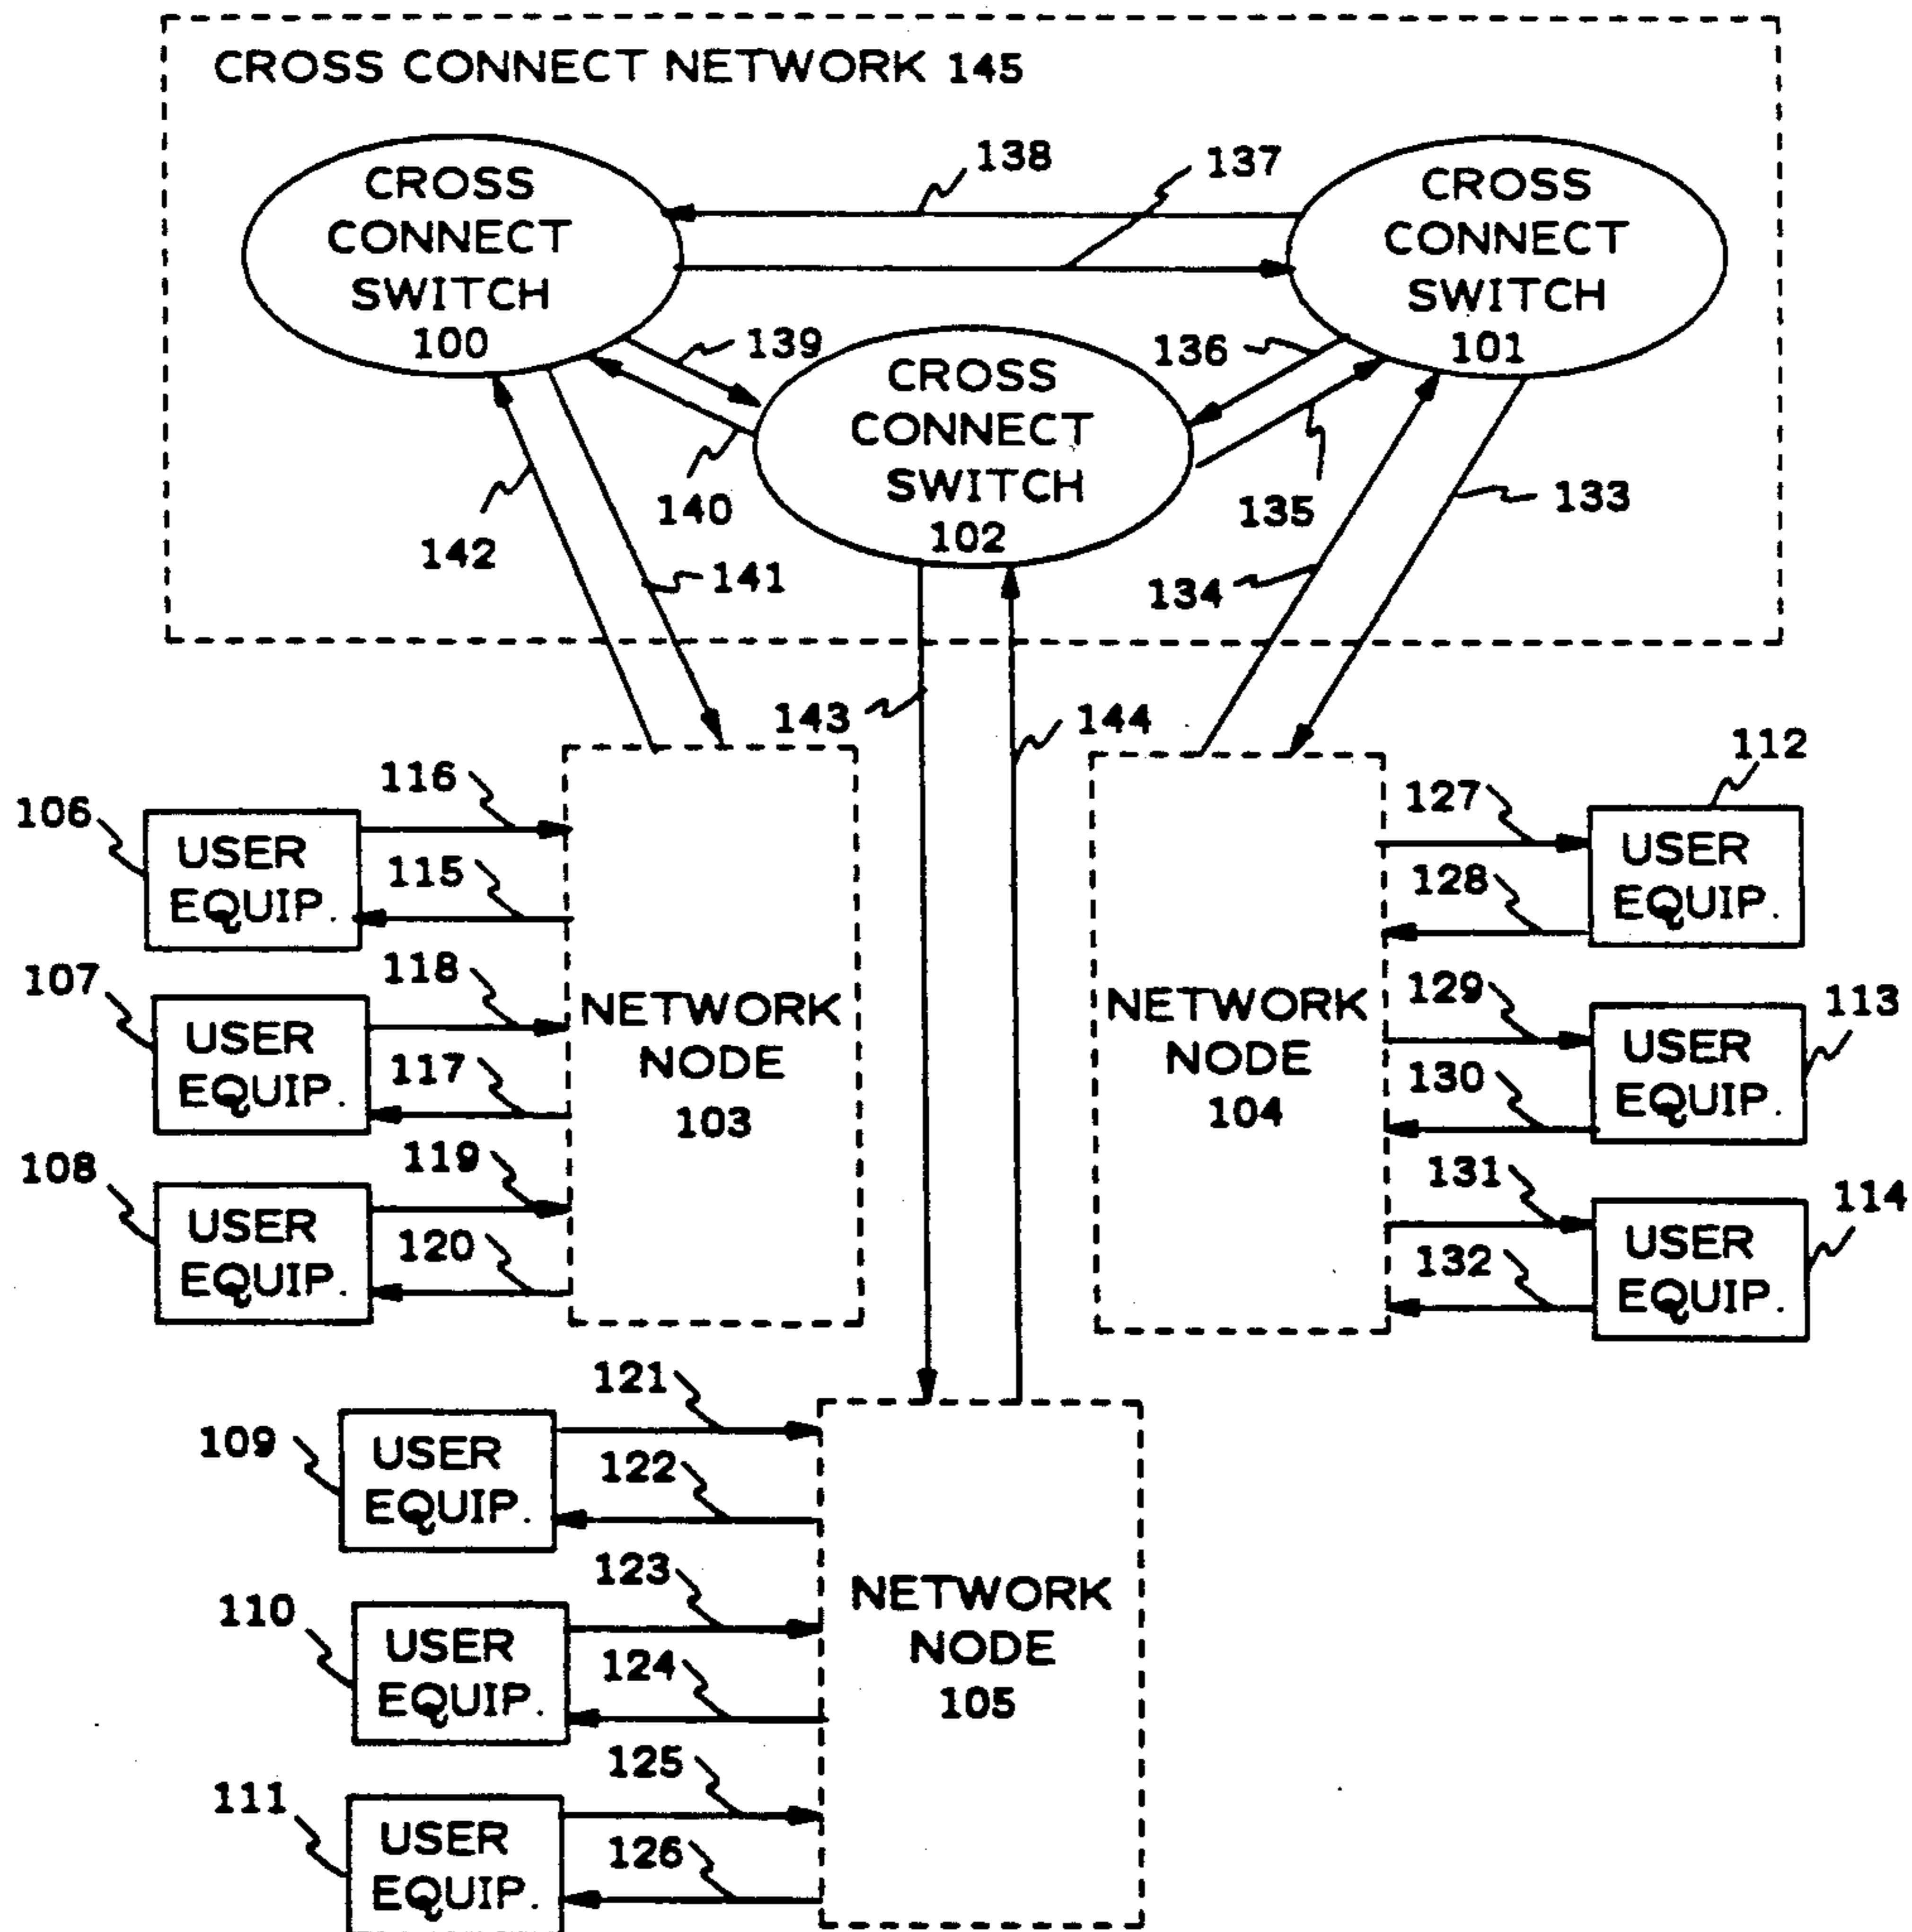 CROSS CONNECT NETWORK 145
138
137
CROSS
CONNECT
SWITCH
100
CROSS
CONNECT
SWITCH
101
139
136
CROSS
CONNECT
SWITCH
102
140
135
133
142
141
134
143
144
112
116
127
106
USER
EQUIP.
115
128
USER
EQUIP.
118
107
USER
EQUIP.
117
NETWORK
NODE
103
NETWORK
NODE
104
129
113
USER
EQUIP.
130
119
108
USER
EQUIP.
120
131
114
USER
EQUIP.
132
121
109
USER
EQUIP.
122
123
110
USER
EQUIP.
124
NETWORK
NODE
105
125
111
USER
EQUIP.
126